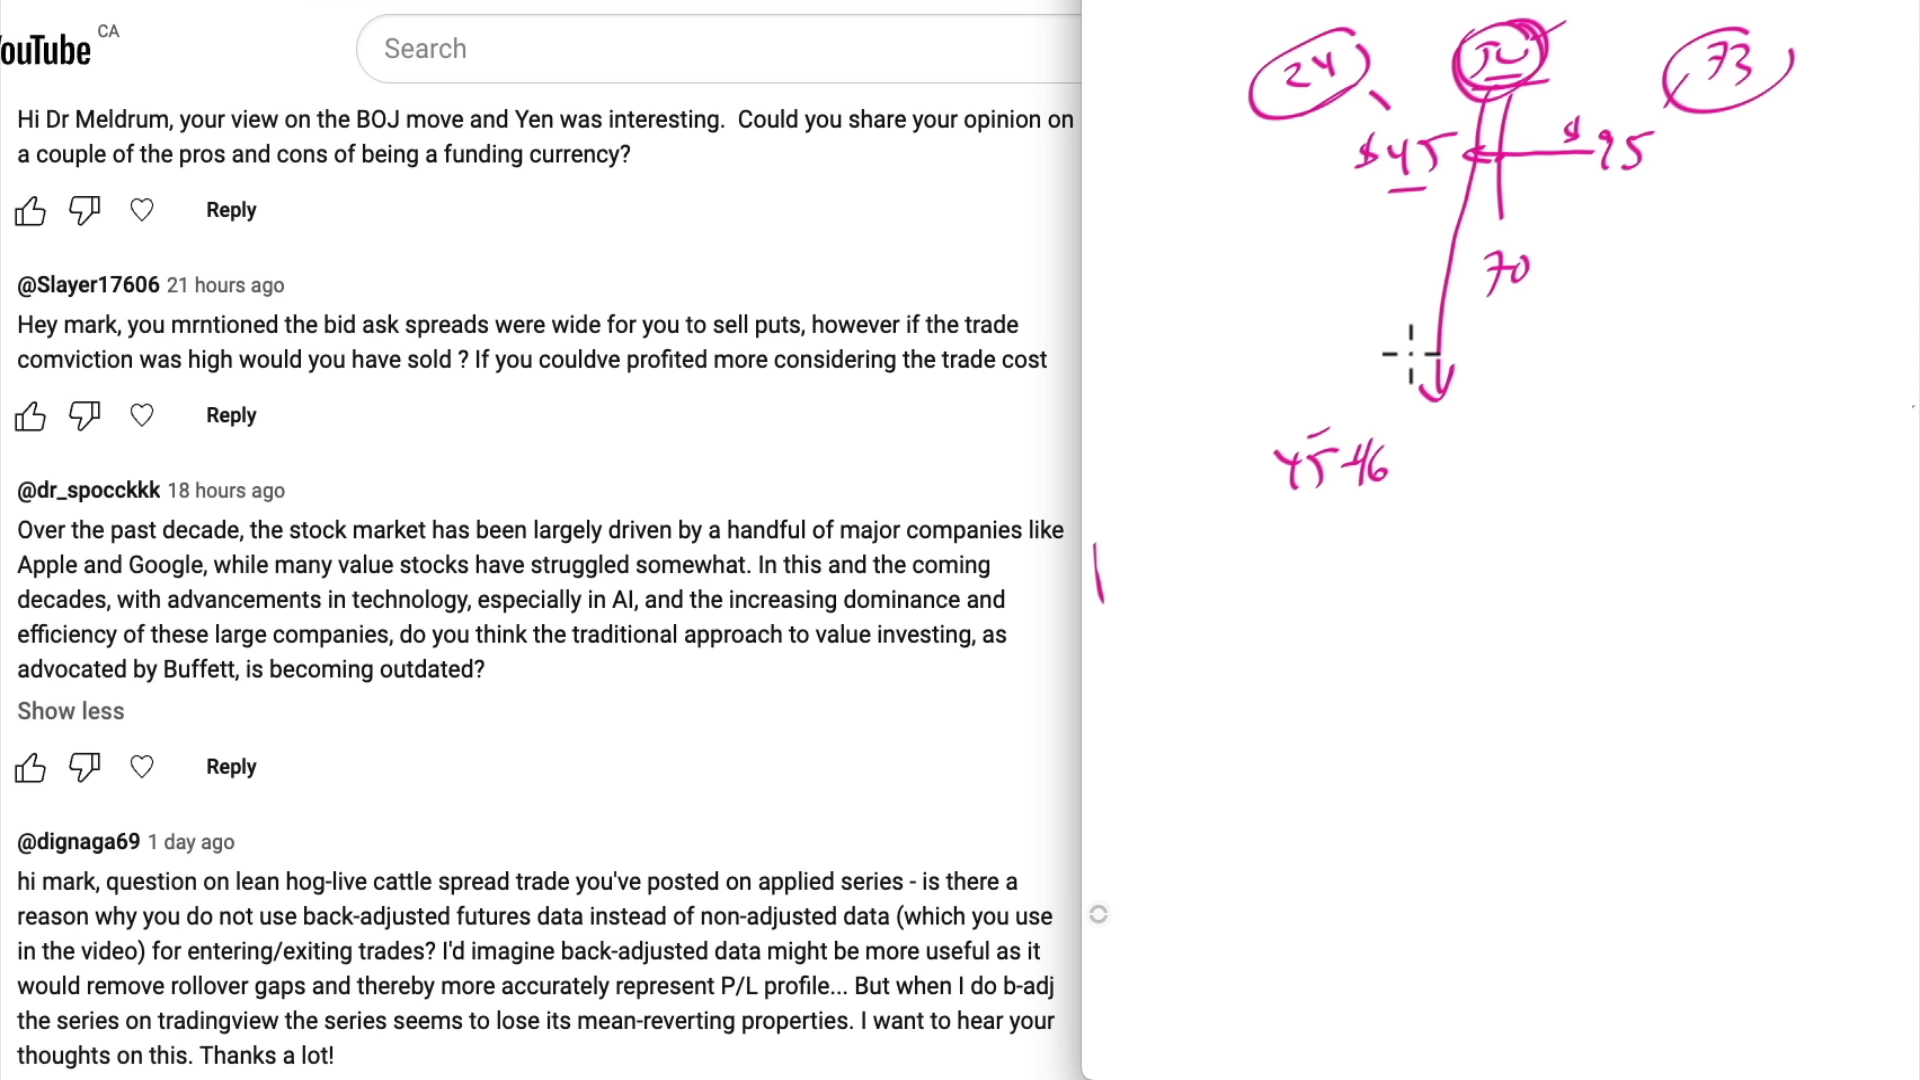 ouTube CA
Search
Hi Dr Meldrum, your view on the BOJ move and Yen was interesting.  Could you share your opinion on
a couple of the pros and cons of being a funding currency?
Reply
@Slayer17606 21 hours ago
Hey mark, you mrntioned the bid ask spreads were wide for you to sell puts, however if the trade
comviction was high would you have sold ? If you couldve profited more considering the trade cost
Reply
@dr_spocckkk 18 hours ago
Over the past decade, the stock market has been largely driven by a handful of major companies like
Apple and Google, while many value stocks have struggled somewhat. In this and the coming
decades, with advancements in technology, especially in AI, and the increasing dominance and
efficiency of these large companies, do you think the traditional approach to value investing, as
advocated by Buffett, is becoming outdated?
Show less
Reply
@dignaga69 1 day ago
hi mark, question on lean hog-live cattle spread trade you've posted on applied series - is there a
reason why you do not use back-adjusted futures data instead of non-adjusted data (which you use
in the video) for entering/exiting trades? I'd imagine back-adjusted data might be more useful as it
would remove rollover gaps and thereby more accurately represent P/L profile... But when I do b-adj
the series on tradingview the series seems to lose its mean-reverting properties. I want to hear your
thoughts on this. Thanks a lot!
24
73
$45
$95
70
45 46